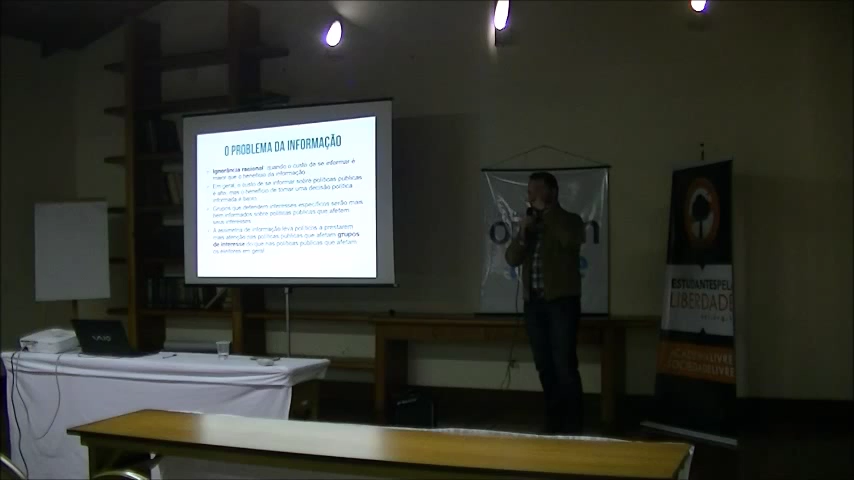 O PROBLEMA DA INFORMAÇÃO
Ignorância racional: quando o custo de se informar é
maior que o benefício da informação
Em geral, o custo de se informar sobre políticas públicas
é alto, mas o benefício de tomar uma decisão política
informada é baixo
Grupos que defendem interesses específicos serão mais
bem informados sobre políticas públicas que afetem
seus interesses
A assimetria de informação leva políticos a prestarem
mais atenção nas políticas públicas que afetam grupos
de interesse do que nas políticas públicas que afetam
os eleitores em geral
ESTUDANTESPEL
LIBERDADE
ACADEMIALIVRE
SOCIEDADELIVRE